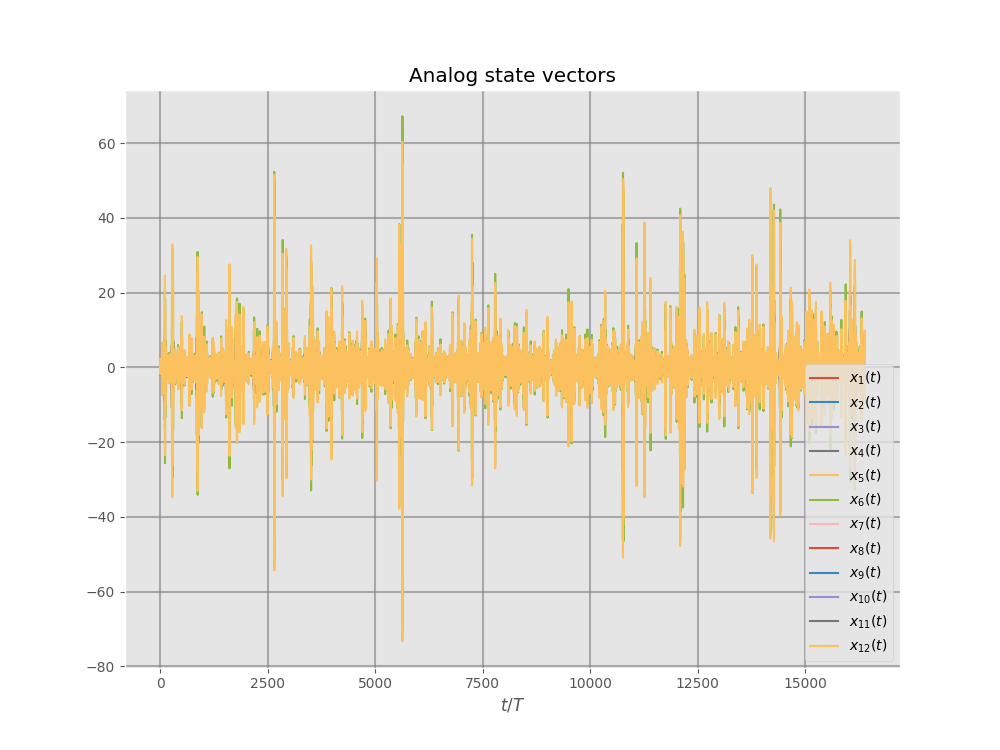 Analog state vectors
60
40
20
0
−20
−40
−60
−80
0 2500 5000 7500 10000 12500 15000
t/T
x₁(t)
x₂(t)
x₃(t)
x₄(t)
x₅(t)
x₆(t)
x₇(t)
x₈(t)
x₉(t)
x₁₀(t)
x₁₁(t)
x₁₂(t)